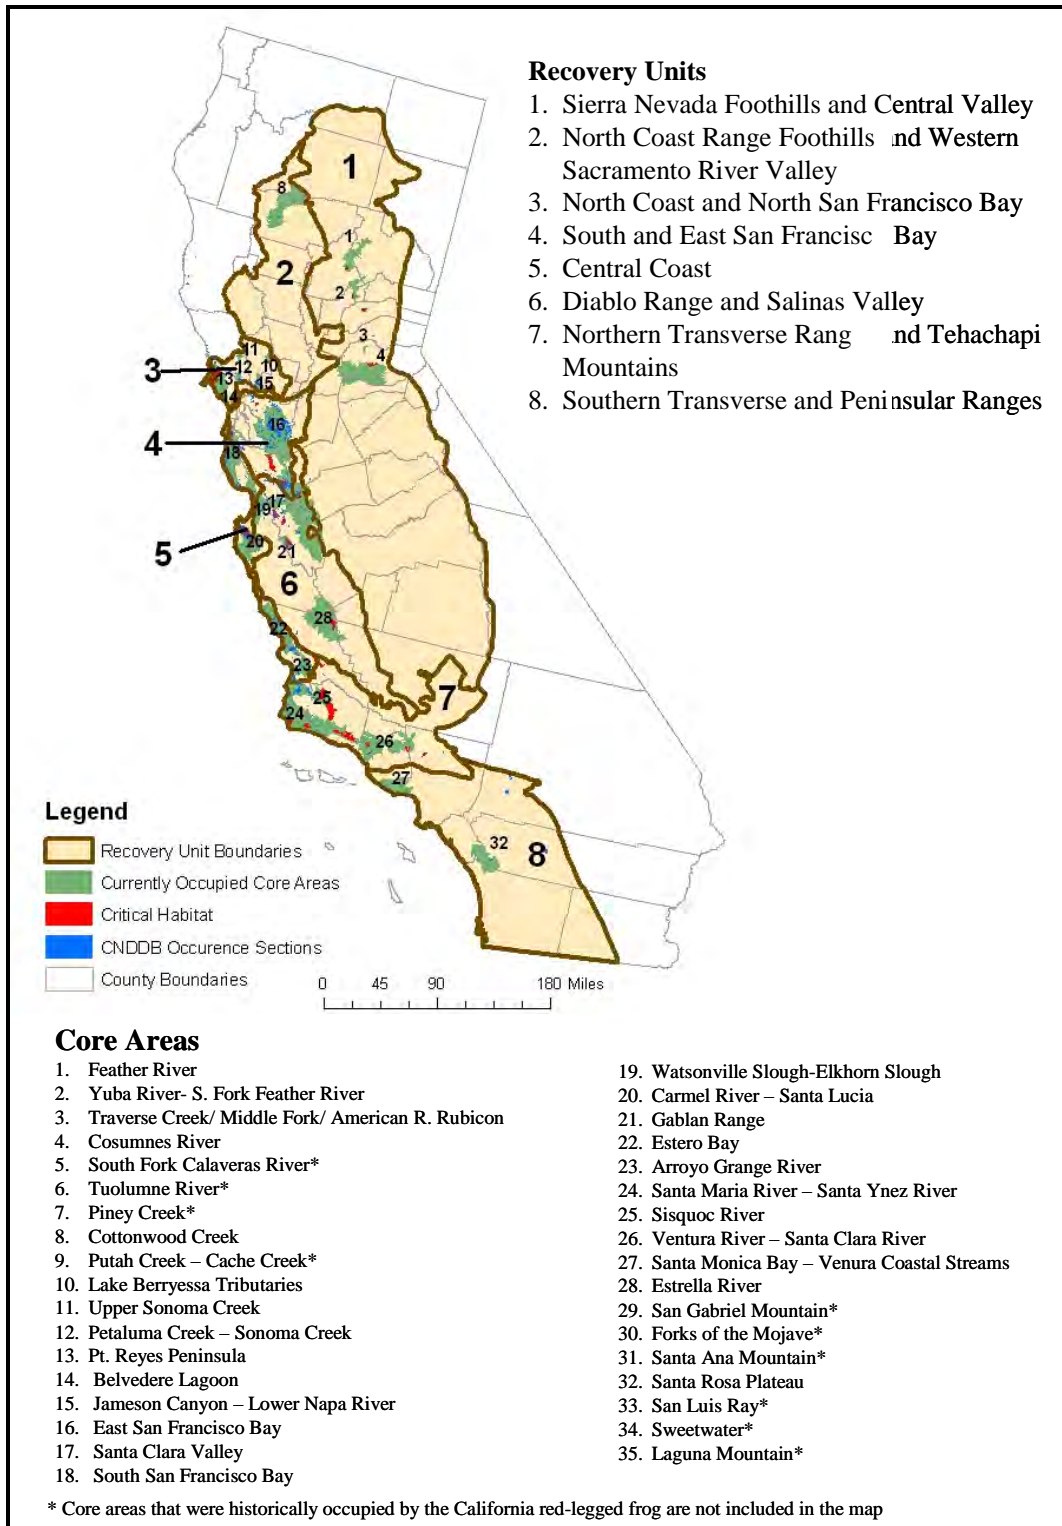 Recovery Units
1. Sierra Nevada Foothills and Central Valley
2. North Coast Range Foothills nd Western
Sacramento River Valley
3. North Coast and North San Francisco Bay
4. South and East San Francisc Bay
5. Central Coast
6. Diablo Range and Salinas Valley
7. Northern Transverse Rang nd Tehachapi
Mountains
8. Southern Transverse and Peninsular Ranges
1
8
1
2
2
3
4
11
3
12
10
13
15
14
16
4
18
17
19
5
20
21
6
28
22
23
7
25
24
26
27
32
8
Legend
Recovery Unit Boundaries
Currently Occupied Core Areas
Critical Habitat
CNDDB Occurence Sections
County Boundaries
0 45 90 180 Miles
Core Areas
1. Feather River
2. Yuba River- S. Fork Feather River
3. Traverse Creek/ Middle Fork/ American R. Rubicon
4. Cosumnes River
5. South Fork Calaveras River*
6. Tuolumne River*
7. Piney Creek*
8. Cottonwood Creek
9. Putah Creek – Cache Creek*
10. Lake Berryessa Tributaries
11. Upper Sonoma Creek
12. Petaluma Creek – Sonoma Creek
13. Pt. Reyes Peninsula
14. Belvedere Lagoon
15. Jameson Canyon – Lower Napa River
16. East San Francisco Bay
17. Santa Clara Valley
18. South San Francisco Bay
19. Watsonville Slough-Elkhorn Slough
20. Carmel River – Santa Lucia
21. Gablan Range
22. Estero Bay
23. Arroyo Grange River
24. Santa Maria River – Santa Ynez River
25. Sisquoc River
26. Ventura River – Santa Clara River
27. Santa Monica Bay – Venura Coastal Streams
28. Estrella River
29. San Gabriel Mountain*
30. Forks of the Mojave*
31. Santa Ana Mountain*
32. Santa Rosa Plateau
33. San Luis Ray*
34. Sweetwater*
35. Laguna Mountain*
* Core areas that were historically occupied by the California red-legged frog are not included in the map